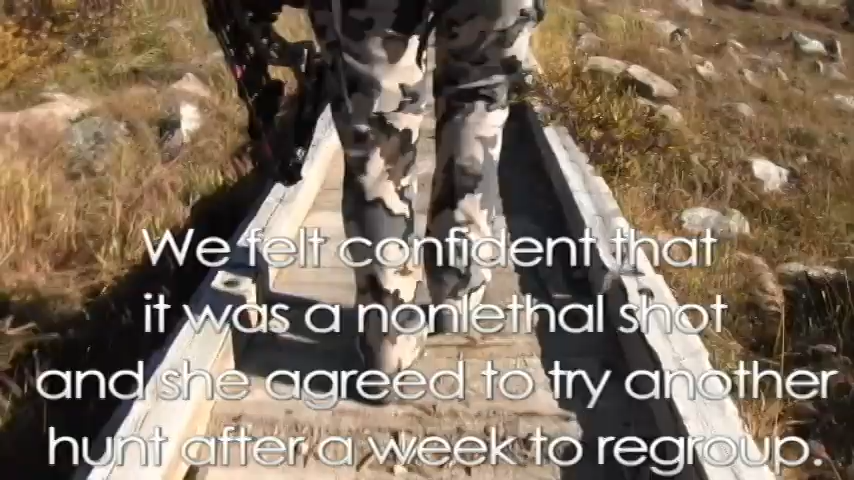 We felt confident that
it was a nonlethal shot
and she agreed to try another
hunt after a week to regroup.